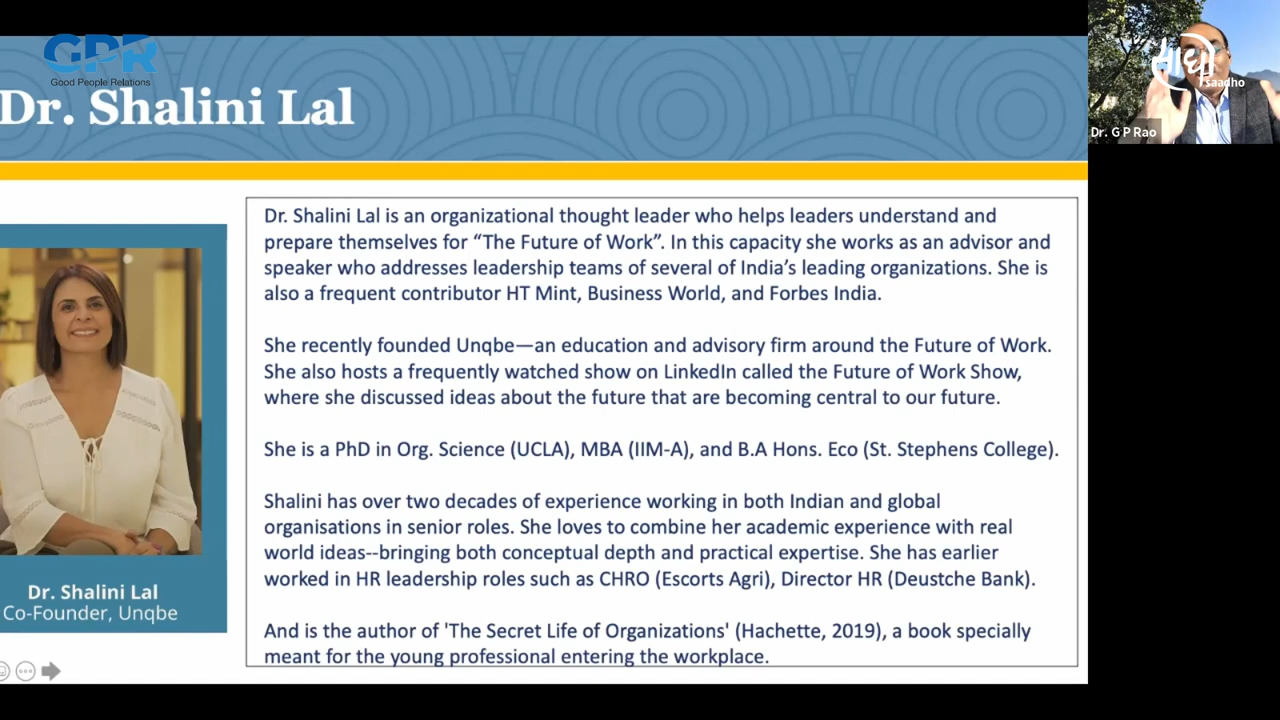 GPR
Good People Relations
Dr. Shalini Lal
साधो
saadho
Dr. G P Rao
Dr. Shalini Lal is an organizational thought leader who helps leaders understand and
prepare themselves for “The Future of Work”. In this capacity she works as an advisor and
speaker who addresses leadership teams of several of India’s leading organizations. She is
also a frequent contributor HT Mint, Business World, and Forbes India.
She recently founded Unqbe—an education and advisory firm around the Future of Work.
She also hosts a frequently watched show on LinkedIn called the Future of Work Show,
where she discussed ideas about the future that are becoming central to our future.
She is a PhD in Org. Science (UCLA), MBA (IIM-A), and B.A Hons. Eco (St. Stephens College).
Shalini has over two decades of experience working in both Indian and global
organisations in senior roles. She loves to combine her academic experience with real
world ideas--bringing both conceptual depth and practical expertise. She has earlier
worked in HR leadership roles such as CHRO (Escorts Agri), Director HR (Deustche Bank).
And is the author of 'The Secret Life of Organizations' (Hachette, 2019), a book specially
meant for the young professional entering the workplace.
Dr. Shalini Lal
Co-Founder, Unqbe